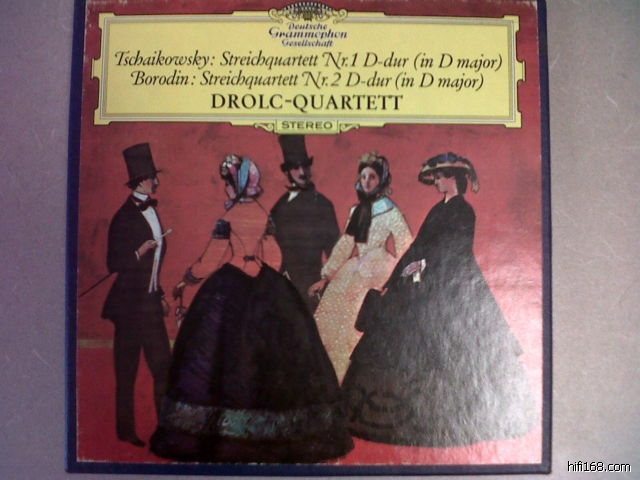 Deutsche
Grammophon
Gesellschaft
Tschaikowsky: Streichquartett Nr.1 D-dur (in D major)
Borodin: Streichquartett Nr.2 D-dur (in D major)
DROLC-QUARTETT
STEREO
hifi168.com